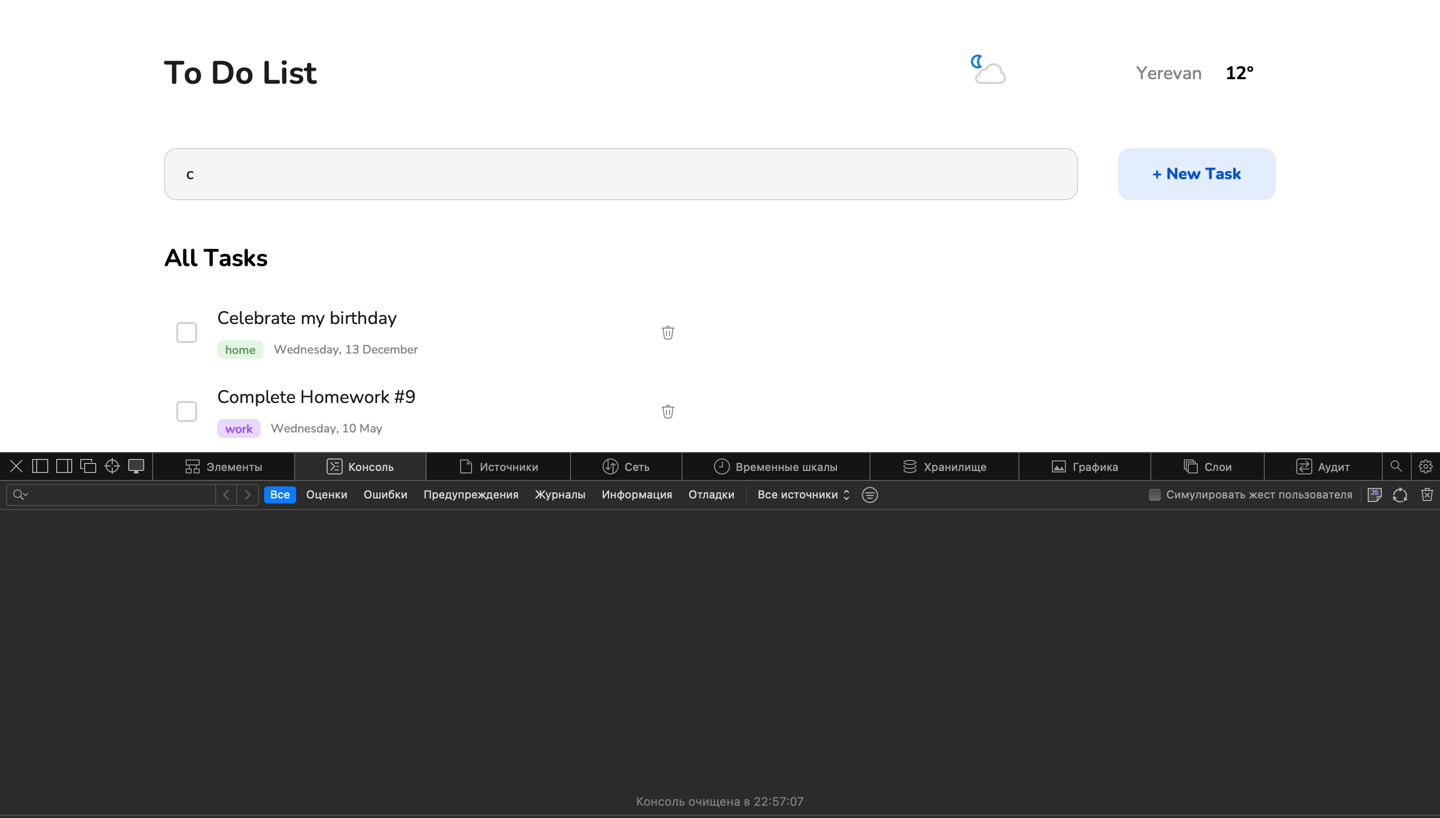 To Do List
Yerevan 12°
c
+ New Task
All Tasks
Celebrate my birthday
home Wednesday, 13 December
Complete Homework #9
work Wednesday, 10 May
Элементы Консоль Источники Сеть Временные шкалы Хранилище Графика Слои Аудит
Все Оценки Ошибки Предупреждения Журналы Информация Отладки Все источники Симулировать жест пользователя JS
Консоль очищена в 22:57:07